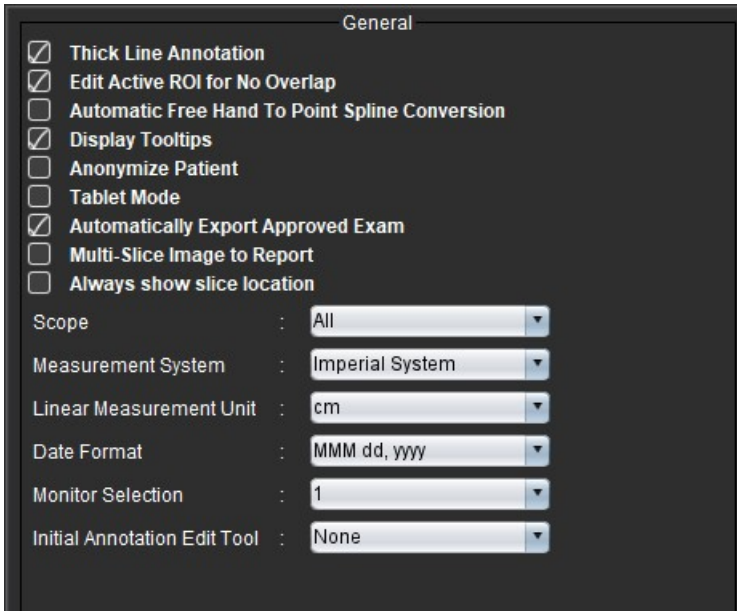 General
Thick Line Annotation
Edit Active ROI for No Overlap
Automatic Free Hand To Point Spline Conversion
Display Tooltips
Anonymize Patient
Tablet Mode
Automatically Export Approved Exam
Multi-Slice Image to Report
Always show slice location
Scope : All
Measurement System : Imperial System
Linear Measurement Unit : cm
Date Format : MMM dd, yyyy
Monitor Selection : 1
Initial Annotation Edit Tool : None